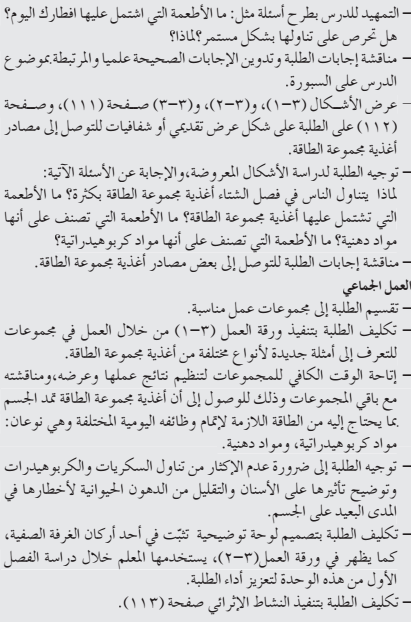 – التمهيد للدرس بطرح أسئلة مثل: ما الأطعمة التي اشتمل عليها افطارك اليوم؟
هل تحرص على تناولها بشكل مستمر؟لماذا؟
– مناقشة إجابات الطلبة وتدوين الإجابات الصحيحة علميا والمرتبطة بموضوع
الدرس على السبورة.
– عرض الأشـكال (٣-١)، و(٣-٢)، و(٣-٣) صـفحة (١١١)، وصــفحة
(١١٢) على الطلبة على شكل عرض تقديمي أو شفافيات للتوصل إلى مصادر
أغذية مجموعة الطاقة.
– توجيه الطلبة لدراسة الأشكال المعروضة،والإجابة عن الأسئلة الآتية:
لماذا يتناول الناس في فصل الشتاء أغذية مجموعة الطاقة بكثرة؟ ما الأطعمة
التي تشتمل عليها أغذية مجموعة الطاقة؟ ما الأطعمة التي تصنف على أنها
مواد دهنية؟ ما الأطعمة التي تصنف على أنها مواد كربوهيدراتية؟
– مناقشة إجابات الطلبة للتوصل إلى بعض مصادر أغذية مجموعة الطاقة.
العمل الجماعي
– تقسيم الطلبة إلى مجموعات عمل مناسبة.
– تكليف الطلبة بتنفيذ ورقة العمل (٣-١) من خلال العمل في مجموعات
للتعرف إلى أمثلة جديدة لأنواع مختلفة من أغذية مجموعة الطاقة.
– إتاحة الوقت الكافي للمجموعات لتنظيم نتائج عملها وعرضه،ومناقشته
مع باقي المجموعات وذلك للوصول إلى أن أغذية مجموعة الطاقة تمد الجسم
بما يحتاج إليه من الطاقة اللازمة لإتمام وظائفه اليومية المختلفة وهي نوعان:
مواد كربوهيدراتية، ومواد دهنية.
– توجيه الطلبة إلى ضرورة عدم الإكثار من تناول السكريات والكربوهيدرات
وتوضيح تأثيرها على الأسنان والتقليل من الدهون الحيوانية لأخطارها في
المدى البعيد على الجسم.
– تكليف الطلبة بتصميم لوحة توضيحية تثبّت في أحد أركان الغرفة الصفية،
كما يظهر في ورقة العمل(٣-٢)، يستخدمها المعلم خلال دراسة الفصل
الأول من هذه الوحدة لتعزيز أداء الطلبة.
– تكليف الطلبة بتنفيذ النشاط الإثرائي صفحة (١١٣).